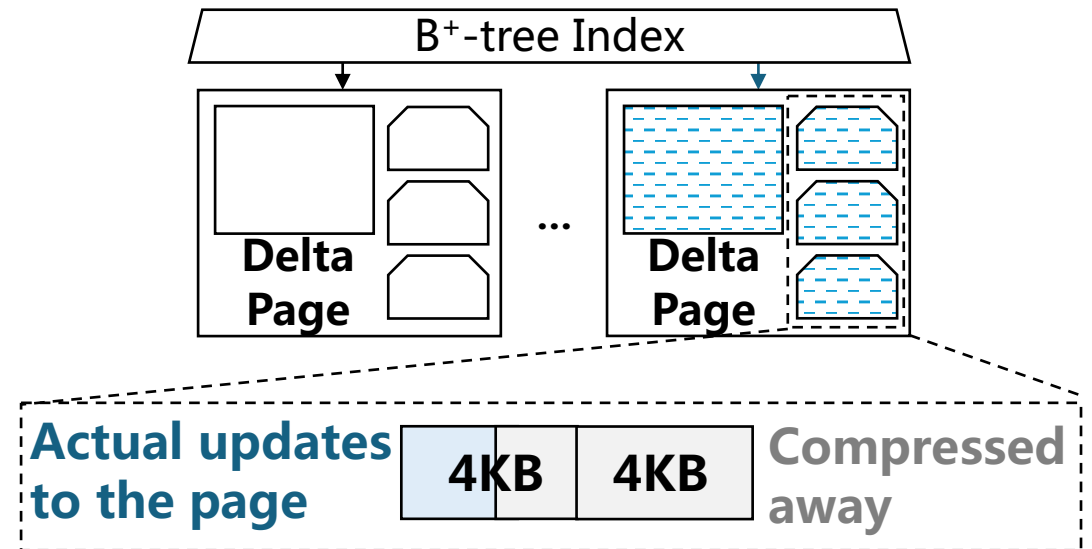 B⁺-tree Index
Delta
Page
...
Delta
Page
Actual updates
to the page
4KB
4KB
Compressed
away